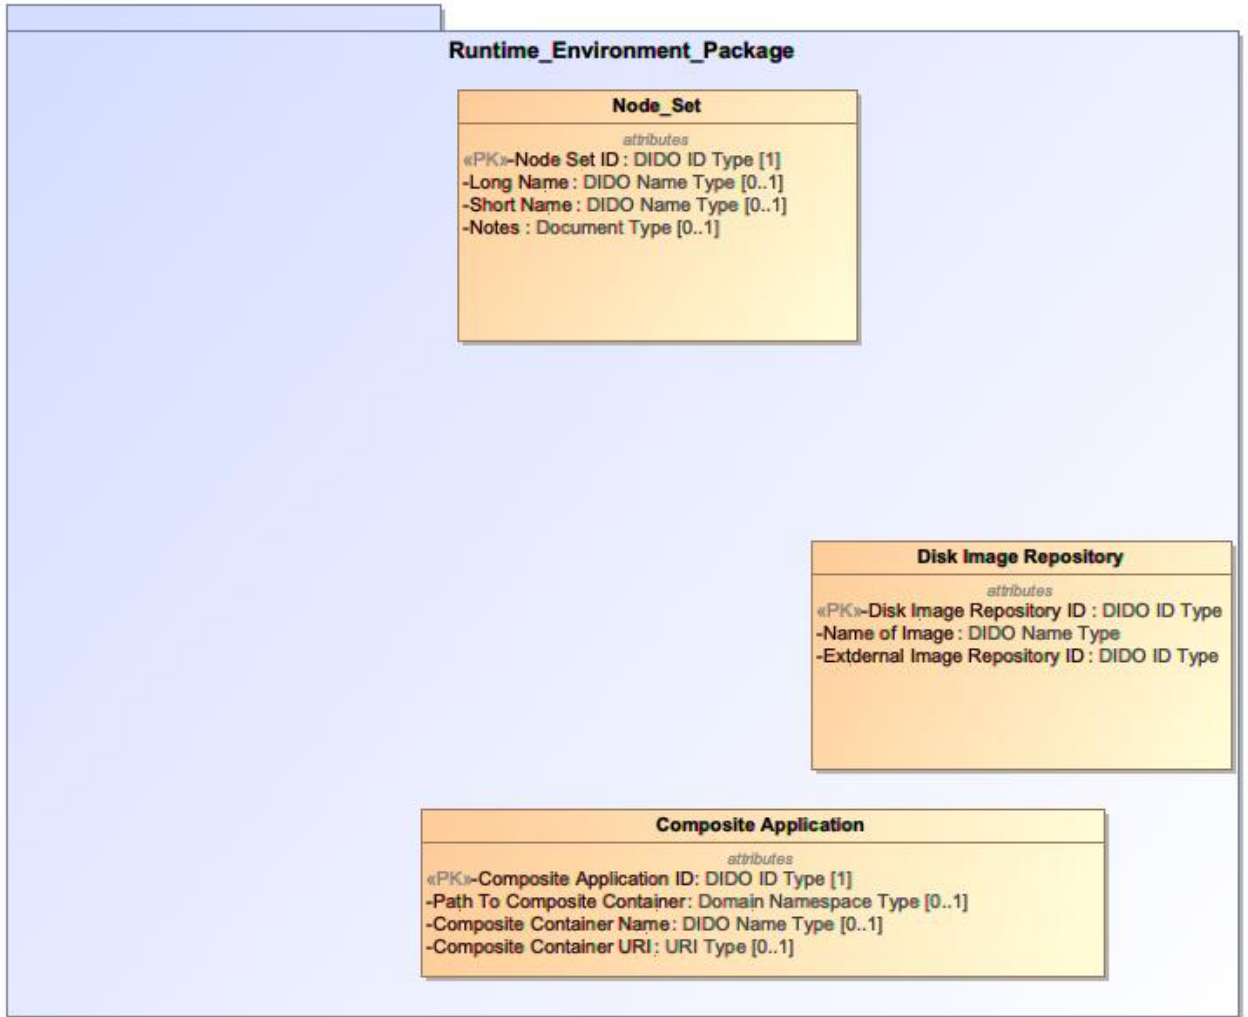 Runtime_Environment_Package
Node_Set
attributes
«PK»-Node Set ID : DIDO ID Type [1]
-Long Name : DIDO Name Type [0..1]
-Short Name : DIDO Name Type [0..1]
-Notes : Document Type [0..1]
Disk Image Repository
attributes
«PK»-Disk Image Repository ID : DIDO ID Type
-Name of Image : DIDO Name Type
-Extdernal Image Repository ID : DIDO ID Type
Composite Application
attributes
«PK»-Composite Application ID: DIDO ID Type [1]
-Path To Composite Container: Domain Namespace Type [0..1]
-Composite Container Name: DIDO Name Type [0..1]
-Composite Container URI : URI Type [0..1]